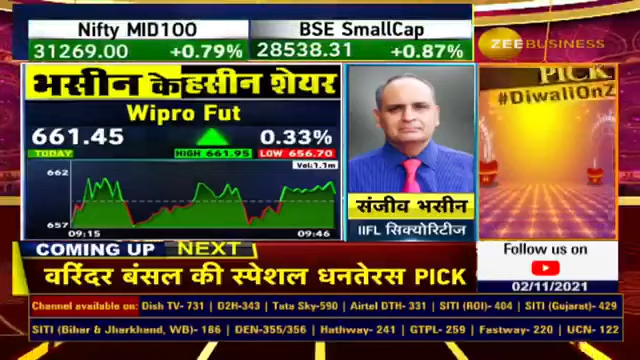 Nifty MID100
31269.00 +0.79%
BSE SmallCap
28538.31 +0.87%
ZEE BUSINESS
भसीन के हसीन शेयर
Wipro Fut
661.45 0.33%
TODAY HIGH 661.95 LOW 656.70
Vol:1.1m
662
657
09:15 09:46
संजीव भसीन
IIFL सिक्योरिटीज
PICK
#DiwaliOnZ
COMING UP NEXT
वरिंदर बंसल की स्पेशल धनतेरस PICK
Follow us on
02/11/2021
Channel available on: Dish TV- 731 | D2H-343 | Tata Sky-590 | Airtel DTH- 331 | SITI (ROI)- 404 | SITI (Gujarat)- 429
SITI (Bihar & Jharkhand, WB)- 186 | DEN-355/356 | Hathway- 241 | GTPL- 259 | Fastway- 220 | UCN- 122